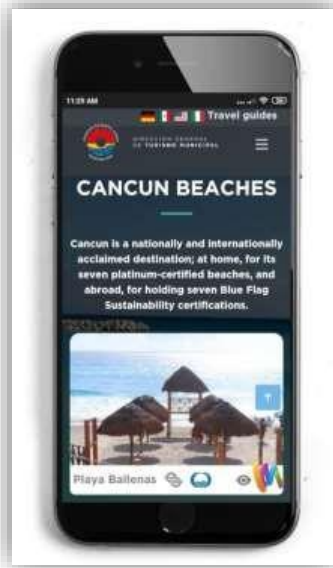 11:29 AM
Travel guides
DIRECCIÓN GENERAL
DE TURISMO MUNICIPAL
CANCUN BEACHES
Cancun is a nationally and internationally
acclaimed destination; at home, for its
seven platinum-certified beaches, and
abroad, for holding seven Blue Flag
Sustainability certifications.
Playa Ballenas